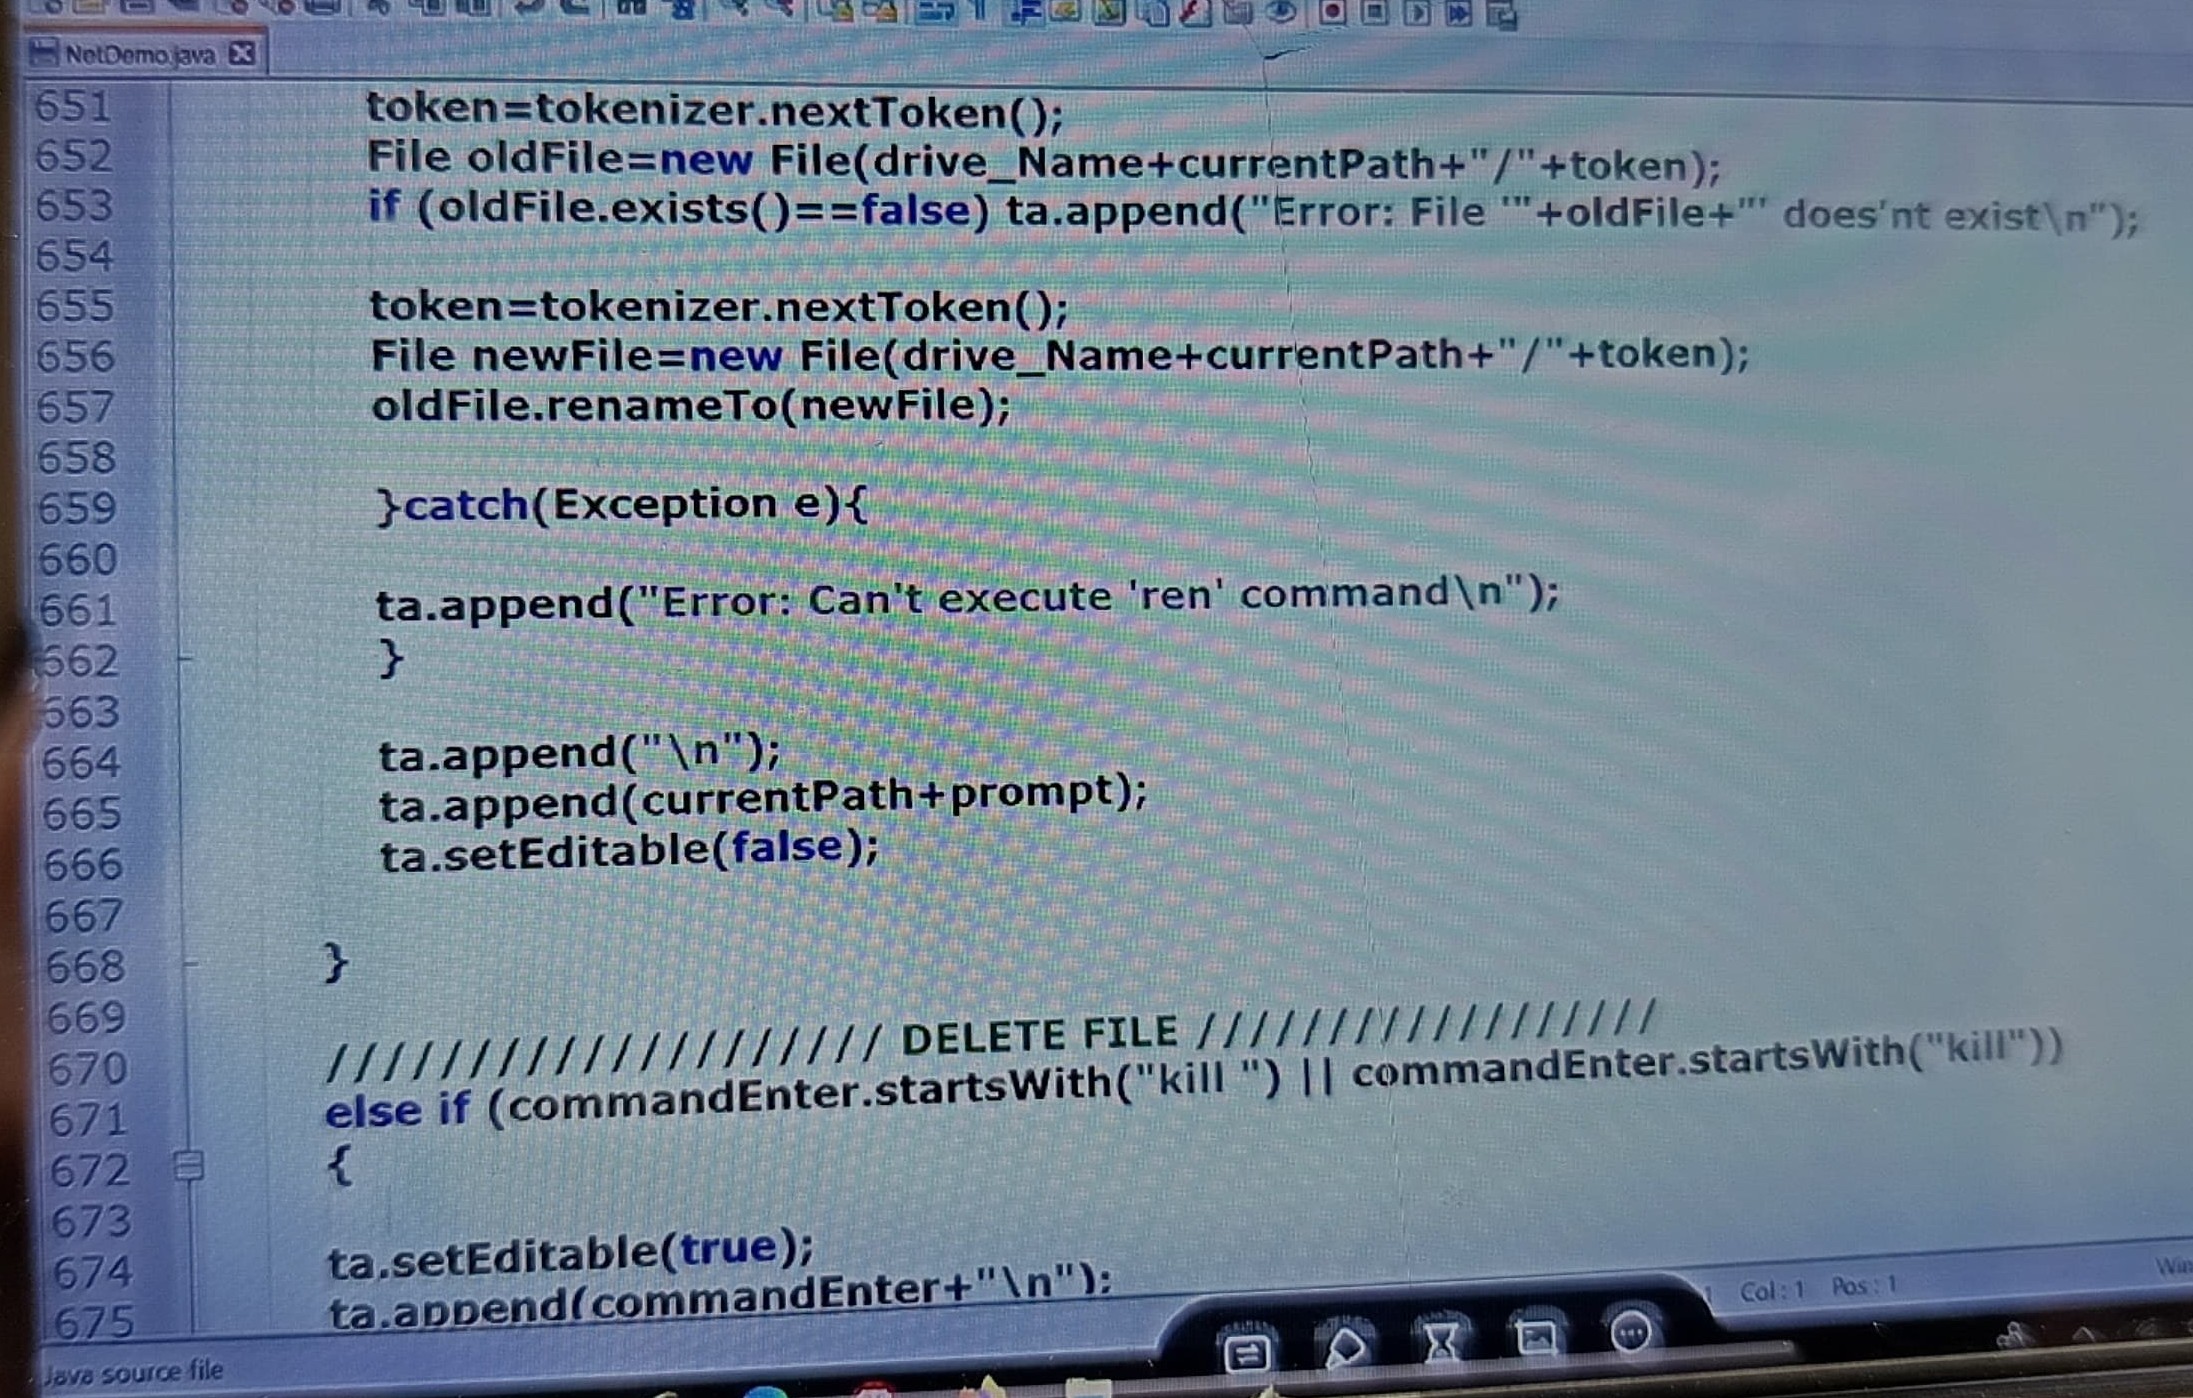 NetDemo.java
651 token=tokenizer.nextToken();
652 File oldFile=new File(drive_Name+currentPath+"/"+token);
653 if (oldFile.exists()==false) ta.append("Error: File '"+oldFile+"' does'nt exist\n");
654
655 token=tokenizer.nextToken();
656 File newFile=new File(drive_Name+currentPath+"/"+token);
657 oldFile.renameTo(newFile);
658
659 }catch(Exception e){
660
661 ta.append("Error: Can't execute 'ren' command\n");
662 }
663
664 ta.append("\n");
665 ta.append(currentPath+prompt);
666 ta.setEditable(false);
667
668 }
669
670 //////////////////// DELETE FILE //////////////////
671 else if (commandEnter.startsWith("kill ") || commandEnter.startsWith("kill"))
672 {
673
674 ta.setEditable(true);
675 ta.append(commandEnter+"\n");
Java source file
Col : 1 Pos : 1